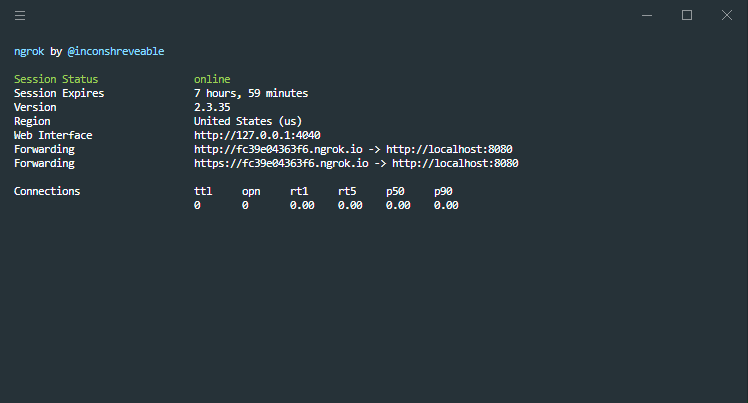 ngrok by @inconshreveable
Session Status online
Session Expires 7 hours, 59 minutes
Version 2.3.35
Region United States (us)
Web Interface http://127.0.0.1:4040
Forwarding http://fc39e04363f6.ngrok.io -> http://localhost:8080
Forwarding https://fc39e04363f6.ngrok.io -> http://localhost:8080
Connections ttl opn rt1 rt5 p50 p90
0 0 0.00 0.00 0.00 0.00